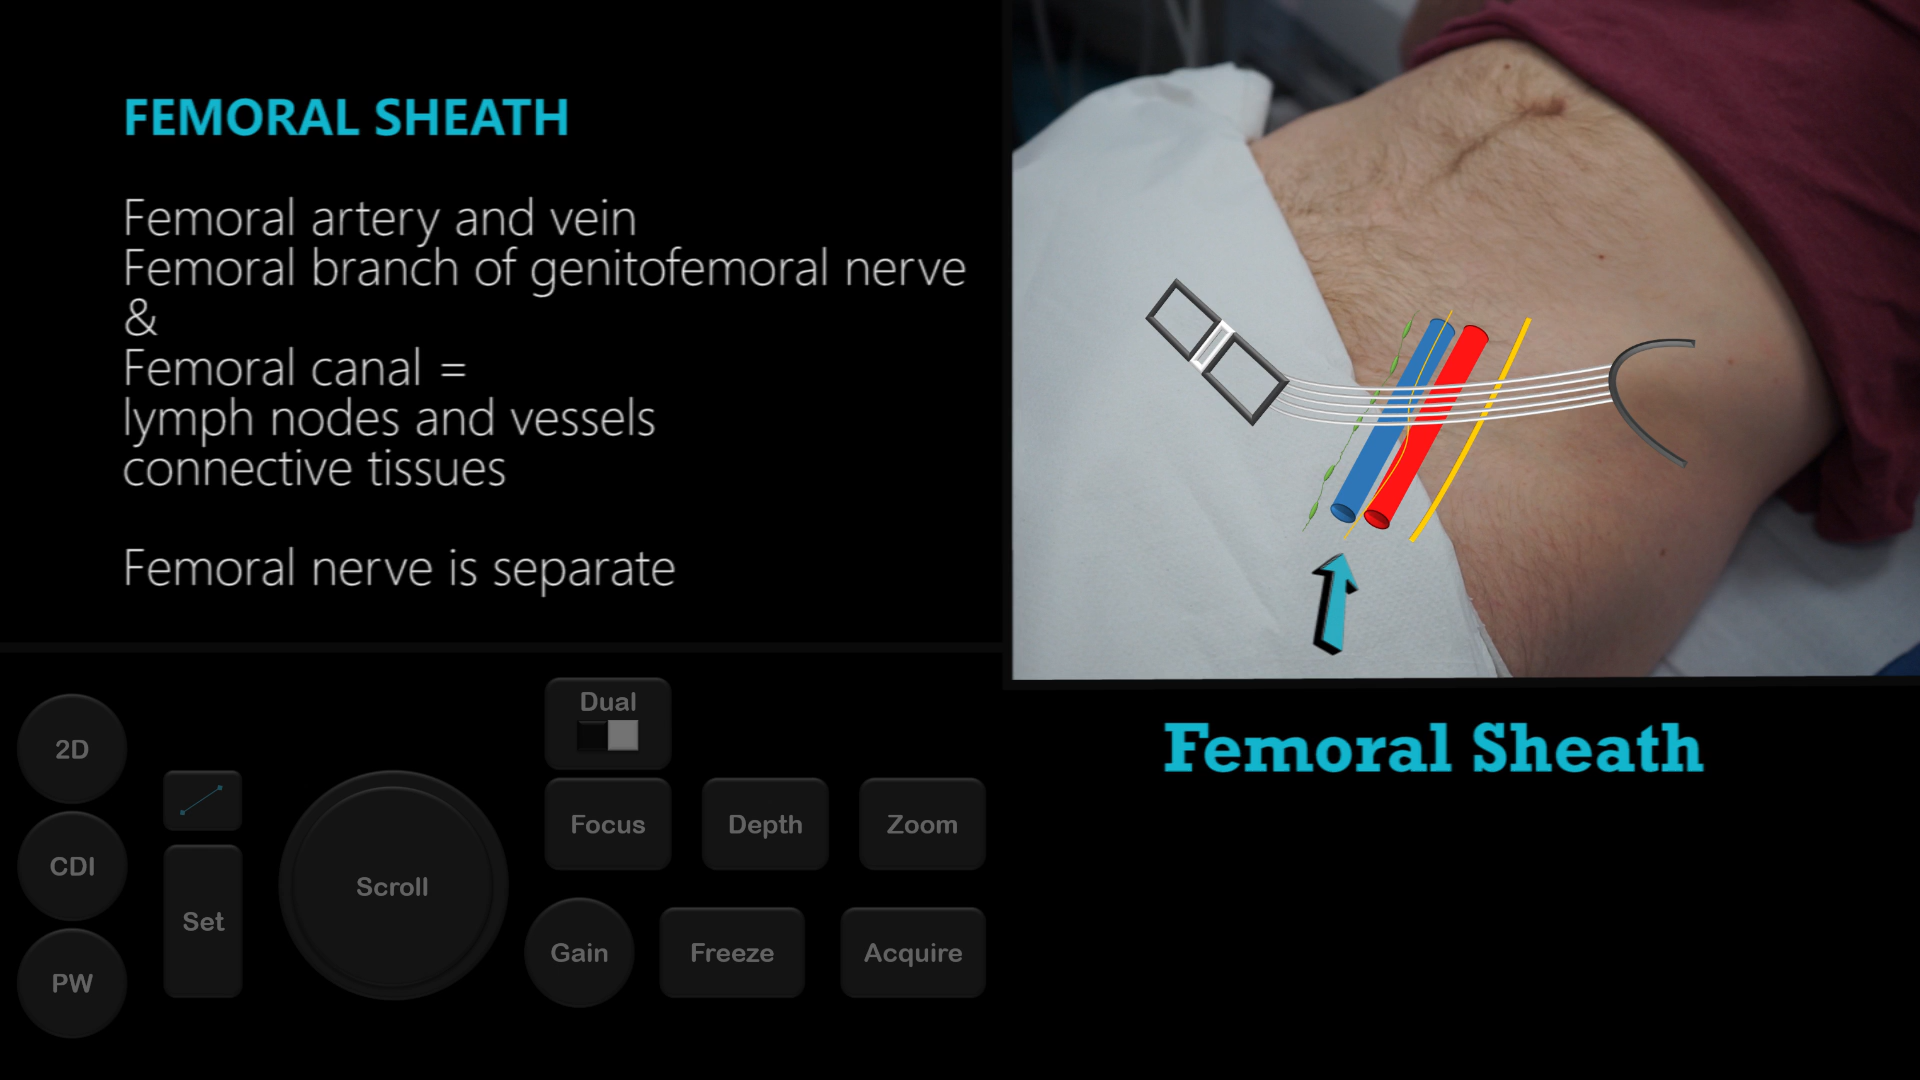 FEMORAL SHEATH
Femoral artery and vein
Femoral branch of genitofemoral nerve
&
Femoral canal =
lymph nodes and vessels
connective tissues
Femoral nerve is separate
Femoral Sheath
Dual
2D
Focus
Depth
Zoom
CDI
Scroll
Set
Gain
Freeze
Acquire
PW